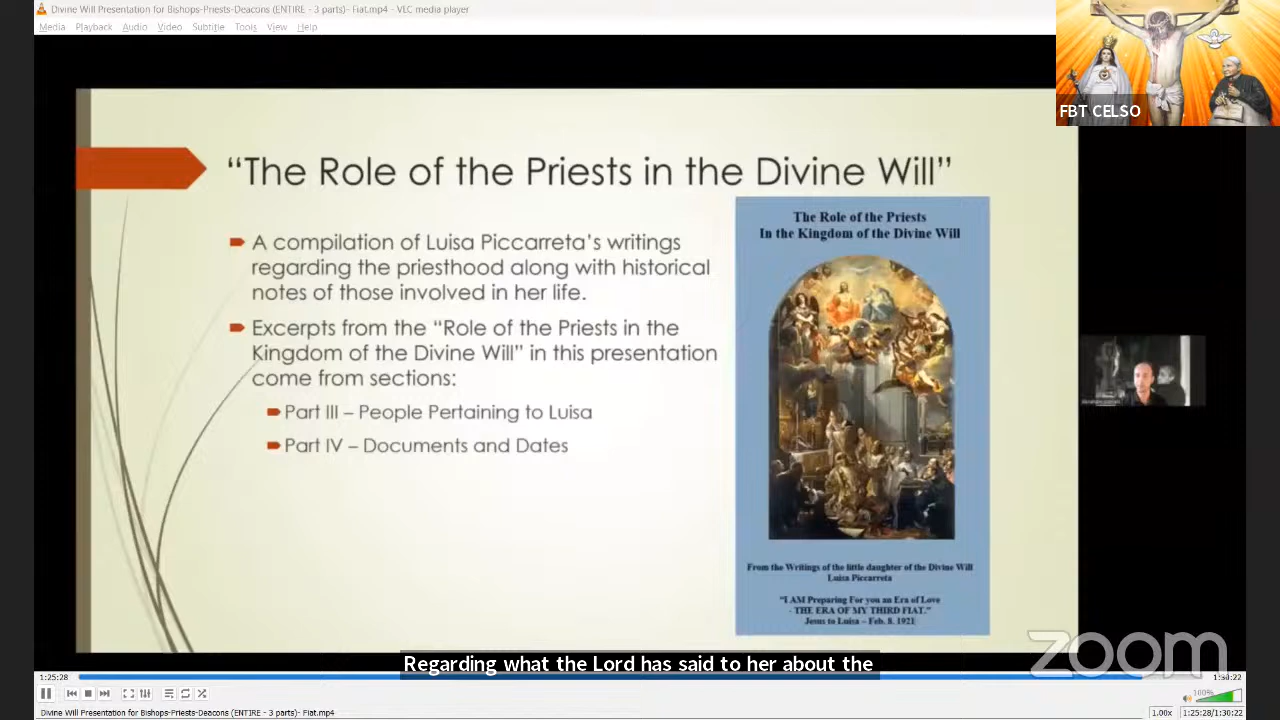 Divine Will Presentation for Bishops-Priests-Deacons (ENTIRE - 3 parts)- Fiat.mp4 - VLC media player
Media Playback Audio Video Subtitle Tools View Help
FBT CELSO
“The Role of the Priests in the Divine Will”
A compilation of Luisa Piccarreta’s writings
regarding the priesthood along with historical
notes of those involved in her life.
Excerpts from the “Role of the Priests in the
Kingdom of the Divine Will” in this presentation
come from sections:
Part III – People Pertaining to Luisa
Part IV – Documents and Dates
The Role of the Priests
In the Kingdom of the Divine Will
From the Writings of the little daughter of the Divine Will
Luisa Piccarreta
“I AM Preparing For you an Era of Love
- THE ERA OF MY THIRD FIAT.”
Jesus to Luisa – Feb. 8. 1921
zoom
Regarding what the Lord has said to her about the
1:25:28
1:30:22
100%
Divine Will Presentation for Bishops-Priests-Deacons (ENTIRE - 3 parts)- Fiat.mp4
1.00x
1:25:28/1:30:22